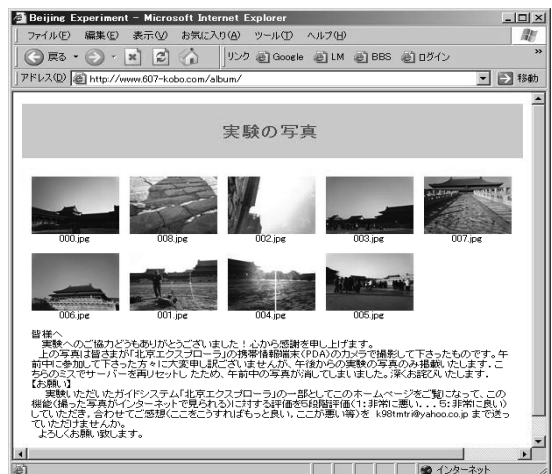 Beijing Experiment - Microsoft Internet Explorer
ファイル(F) 編集(E) 表示(V) お気に入り(A) ツール(T) ヘルプ(H)
戻る リンク Google LM BBS ログイン »
アドレス(D) http://www.607-kobo.com/album/ 移動
実験の写真
000.jpg 008.jpg 002.jpg 003.jpg 007.jpg
006.jpg 001.jpg 004.jpg 005.jpg
皆様へ
実験へのご協力どうもありがとうございました！心から感謝を申し上げます。
上の写真は皆さまが「北京エクスプローラ」の携帯情報端末(PDA)のカメラで撮影して下さったものです。午
前中に参加して下さった方々に大変申し訳ございませんが、午後からの実験の写真のみ掲載いたします。こ
ちらのミスでサーバーを再リセットしたため、午前中の写真が消してしまいました。深くお詫びいたします。
【お願い】
実験いただいたガイドシステム「北京エクスプローラ」の一部としてこのホームページをご覧になって、この
機能(撮った写真がインターネットで見られる)に対する評価を5段階評価(1:非常に悪い...5:非常に良い)
していただき，合わせてご感想(ここをこうすればもっと良い，ここが悪い等)を k98tmtr@yahoo.co.jp まで送っ
ていただけませんか。
よろしくお願い致します。
インターネット